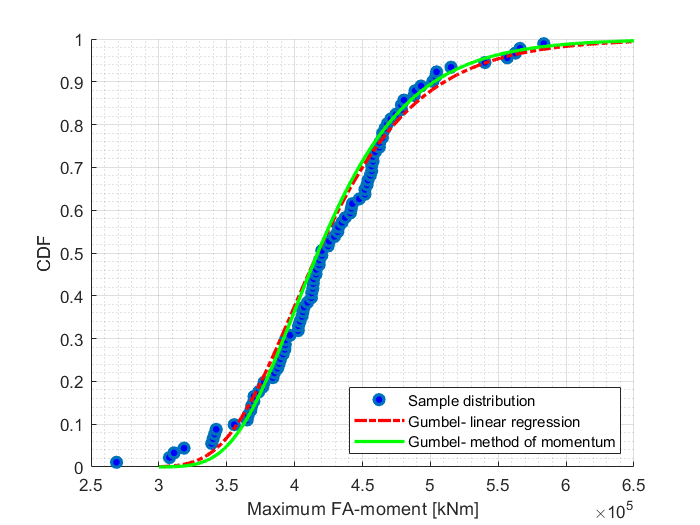 1
0.9
0.8
0.7
0.6
0.5
0.4
0.3
0.2
0.1
0
CDF
Sample distribution
Gumbel- linear regression
Gumbel- method of momentum
2.5 3 3.5 4 4.5 5 5.5 6 6.5
Maximum FA-moment [kNm]
×10⁵